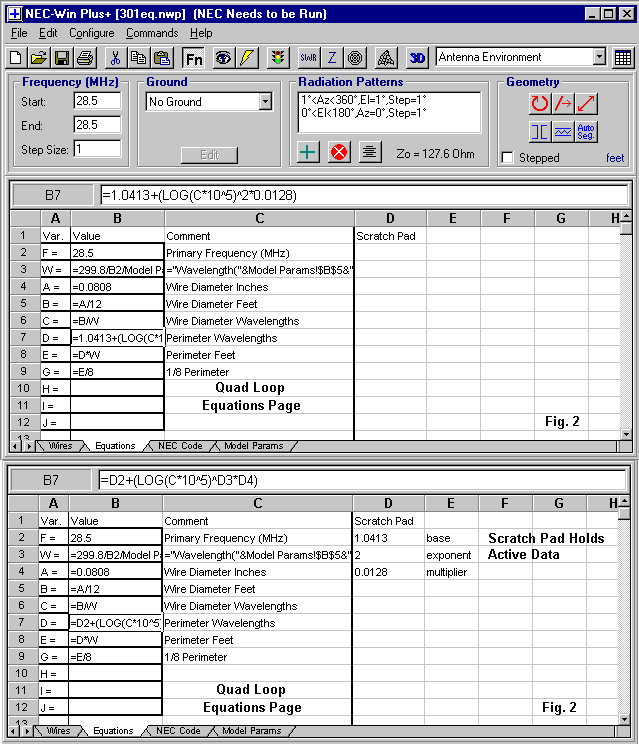 NEC-Win Plus+ [301eq.nwp] (NEC Needs to be Run)
File Edit Configure Commands Help
Fn SWR Z 3D Antenna Environment
Frequency (MHz) Ground Radiation Patterns Geometry
Start: 28.5 No Ground 1°<Az<360°,El=1°,Step=1°
0°<El<180°,Az=0°,Step=1°
End: 28.5
Step Size: 1 Edit Zo = 127.6 Ohm Auto Seg.
Stepped feet
B7 =1.0413+(LOG(C*10^5)^2*0.0128)
A B C D E F G H
1 Var. Value Comment Scratch Pad
2 F = 28.5 Primary Frequency (MHz)
3 W = =299.8/B2/Model Pa ="Wavelength("&Model Params!$B$5&"
4 A = =0.0808 Wire Diameter Inches
5 B = =A/12 Wire Diameter Feet
6 C = =B/W Wire Diameter Wavelengths
7 D = =1.0413+(LOG(C*1 Perimeter Wavelengths
8 E = =D*W Perimeter Feet
9 G = =E/8 1/8 Perimeter
10 H = Quad Loop
11 I = Equations Page
12 J = Fig. 2
13
Wires Equations NEC Code Model Params
B7 =D2+(LOG(C*10^5)^D3*D4)
A B C D E F G H
1 Var. Value Comment Scratch Pad
2 F = 28.5 Primary Frequency (MHz) 1.0413 base Scratch Pad Holds
3 W = =299.8/B2/Model Pa ="Wavelength("&Model Params!$B$5&" 2 exponent Active Data
4 A = =0.0808 Wire Diameter Inches 0.0128 multiplier
5 B = =A/12 Wire Diameter Feet
6 C = =B/W Wire Diameter Wavelengths
7 D = =D2+(LOG(C*10^5) Perimeter Wavelengths
8 E = =D*W Perimeter Feet
9 G = =E/8 1/8 Perimeter
10 H =
11 I = Quad Loop
12 J = Equations Page Fig. 2
13
Wires Equations NEC Code Model Params